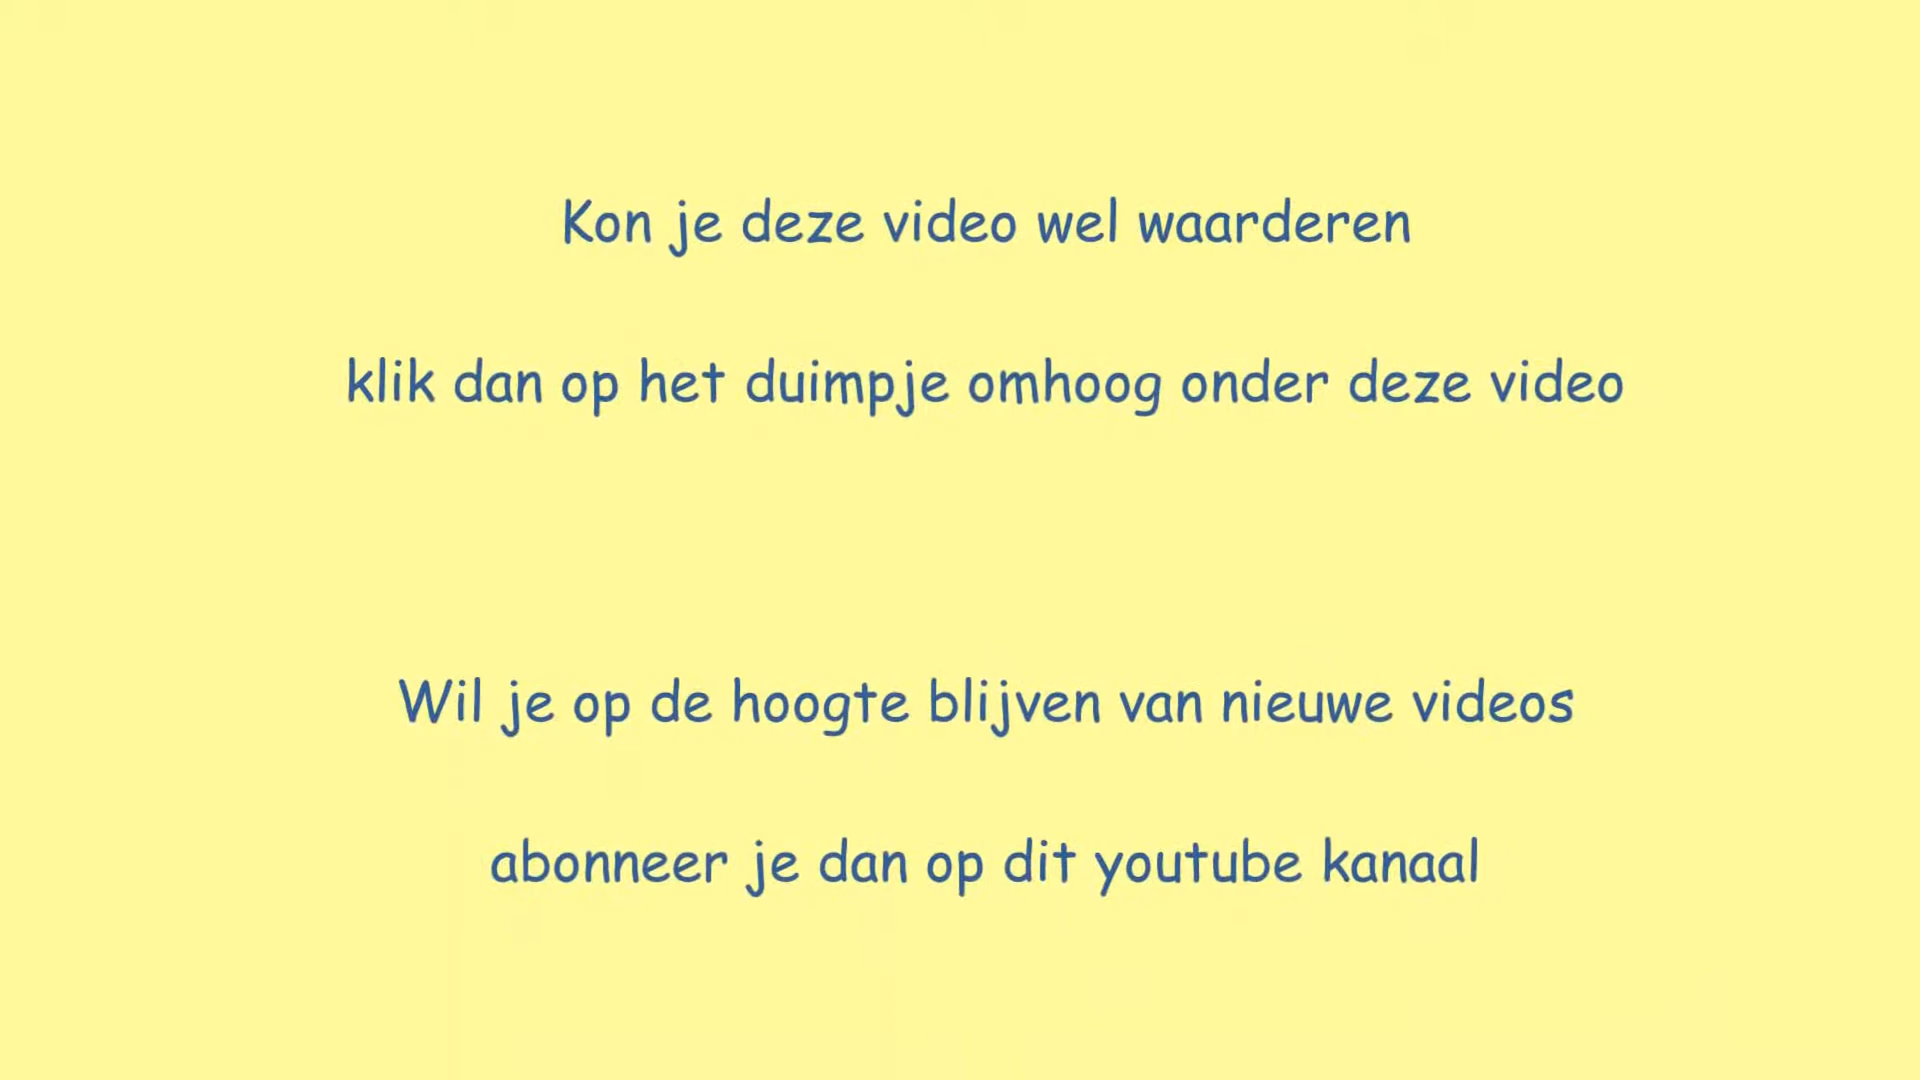 Kon je deze video wel waarderen
klik dan op het duimpje omhoog onder deze video
Wil je op de hoogte blijven van nieuwe videos
abonneer je dan op dit youtube kanaal